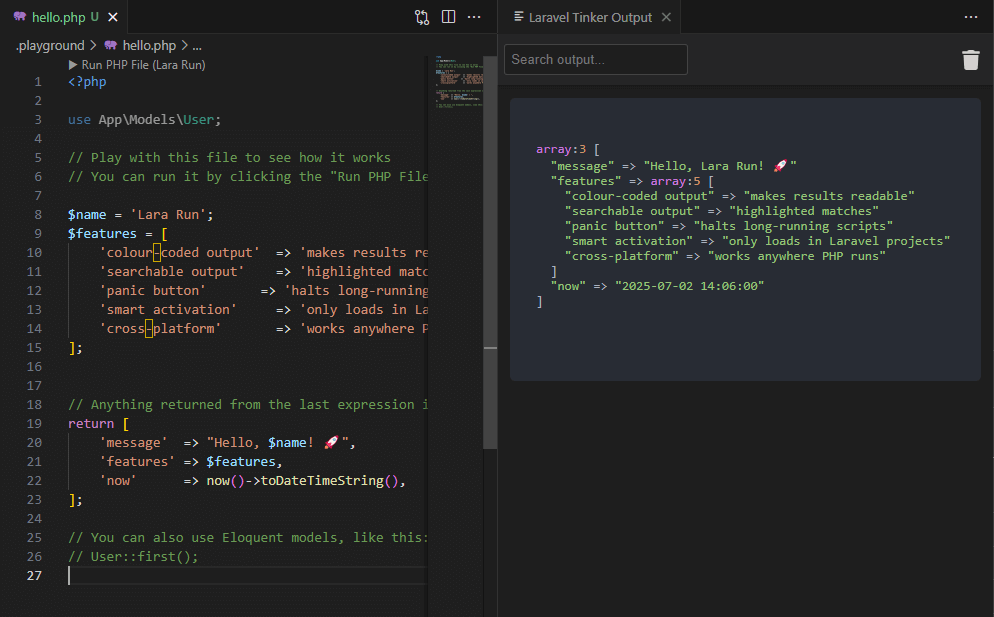 hello.php U
Laravel Tinker Output
.playground > hello.php > ...
Run PHP File (Lara Run)
1 <?php
2
3 use App\Models\User;
4
5 // Play with this file to see how it works
6 // You can run it by clicking the "Run PHP File
7
8 $name = 'Lara Run';
9 $features = [
10 'colour-coded output' => 'makes results re
11 'searchable output' => 'highlighted matc
12 'panic button' => 'halts long-running
13 'smart activation' => 'only loads in La
14 'cross-platform' => 'works anywhere P
15 ];
16
17
18 // Anything returned from the last expression i
19 return [
20 'message' => "Hello, $name! 🚀",
21 'features' => $features,
22 'now' => now()->toDateTimeString(),
23 ];
24
25 // You can also use Eloquent models, like this:
26 // User::first();
27
Search output...
array:3 [
"message" => "Hello, Lara Run! 🚀"
"features" => array:5 [
"colour-coded output" => "makes results readable"
"searchable output" => "highlighted matches"
"panic button" => "halts long-running scripts"
"smart activation" => "only loads in Laravel projects"
"cross-platform" => "works anywhere PHP runs"
]
"now" => "2025-07-02 14:06:00"
]